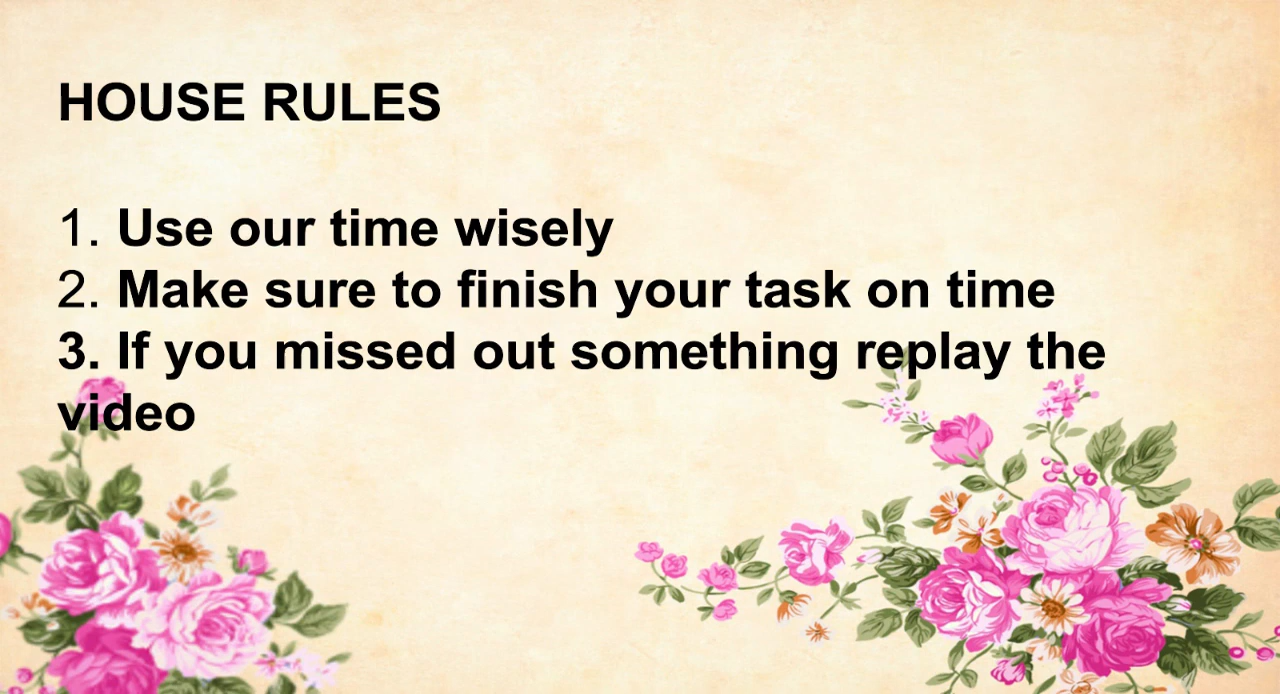 HOUSE RULES
1. Use our time wisely
2. Make sure to finish your task on time
3. If you missed out something replay the
video